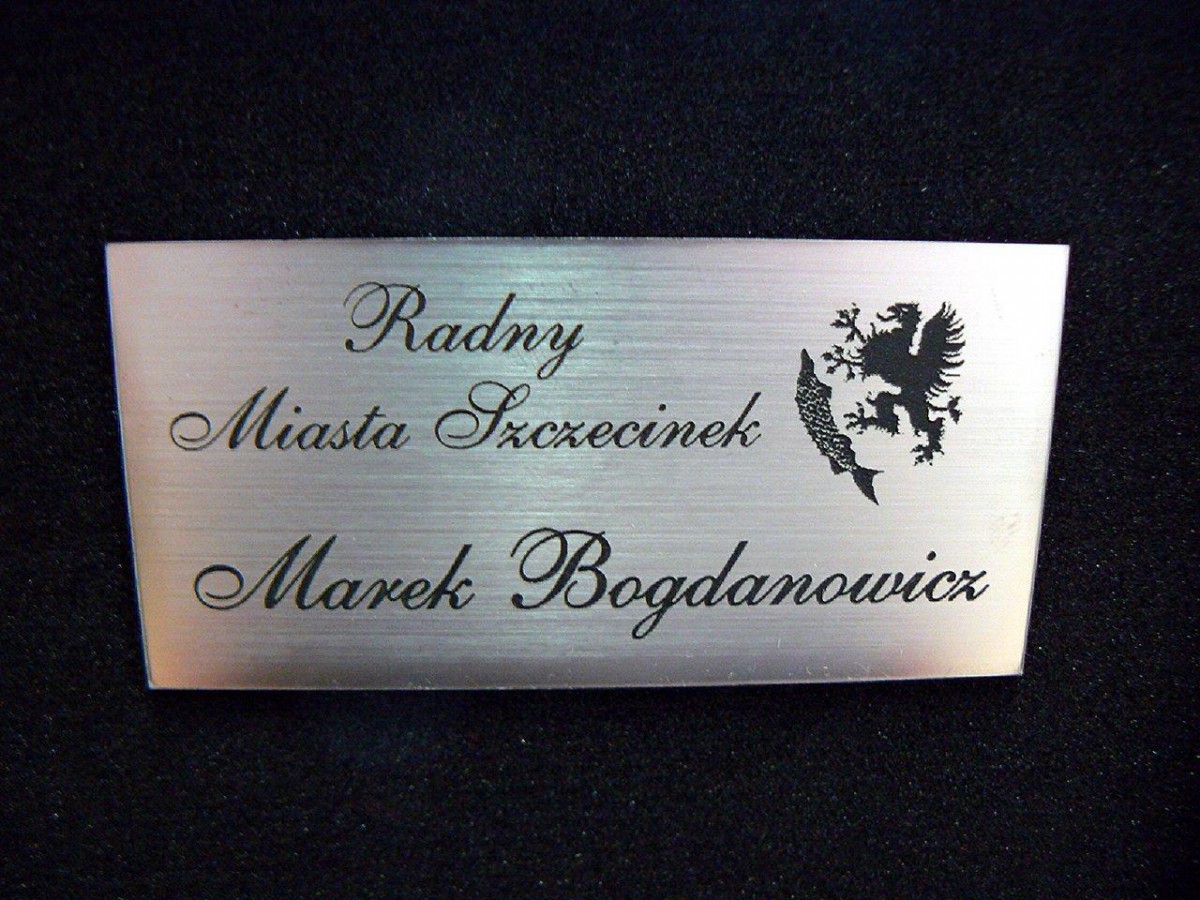 Radny
Miasta Szczecinek
Marek Bogdanowicz